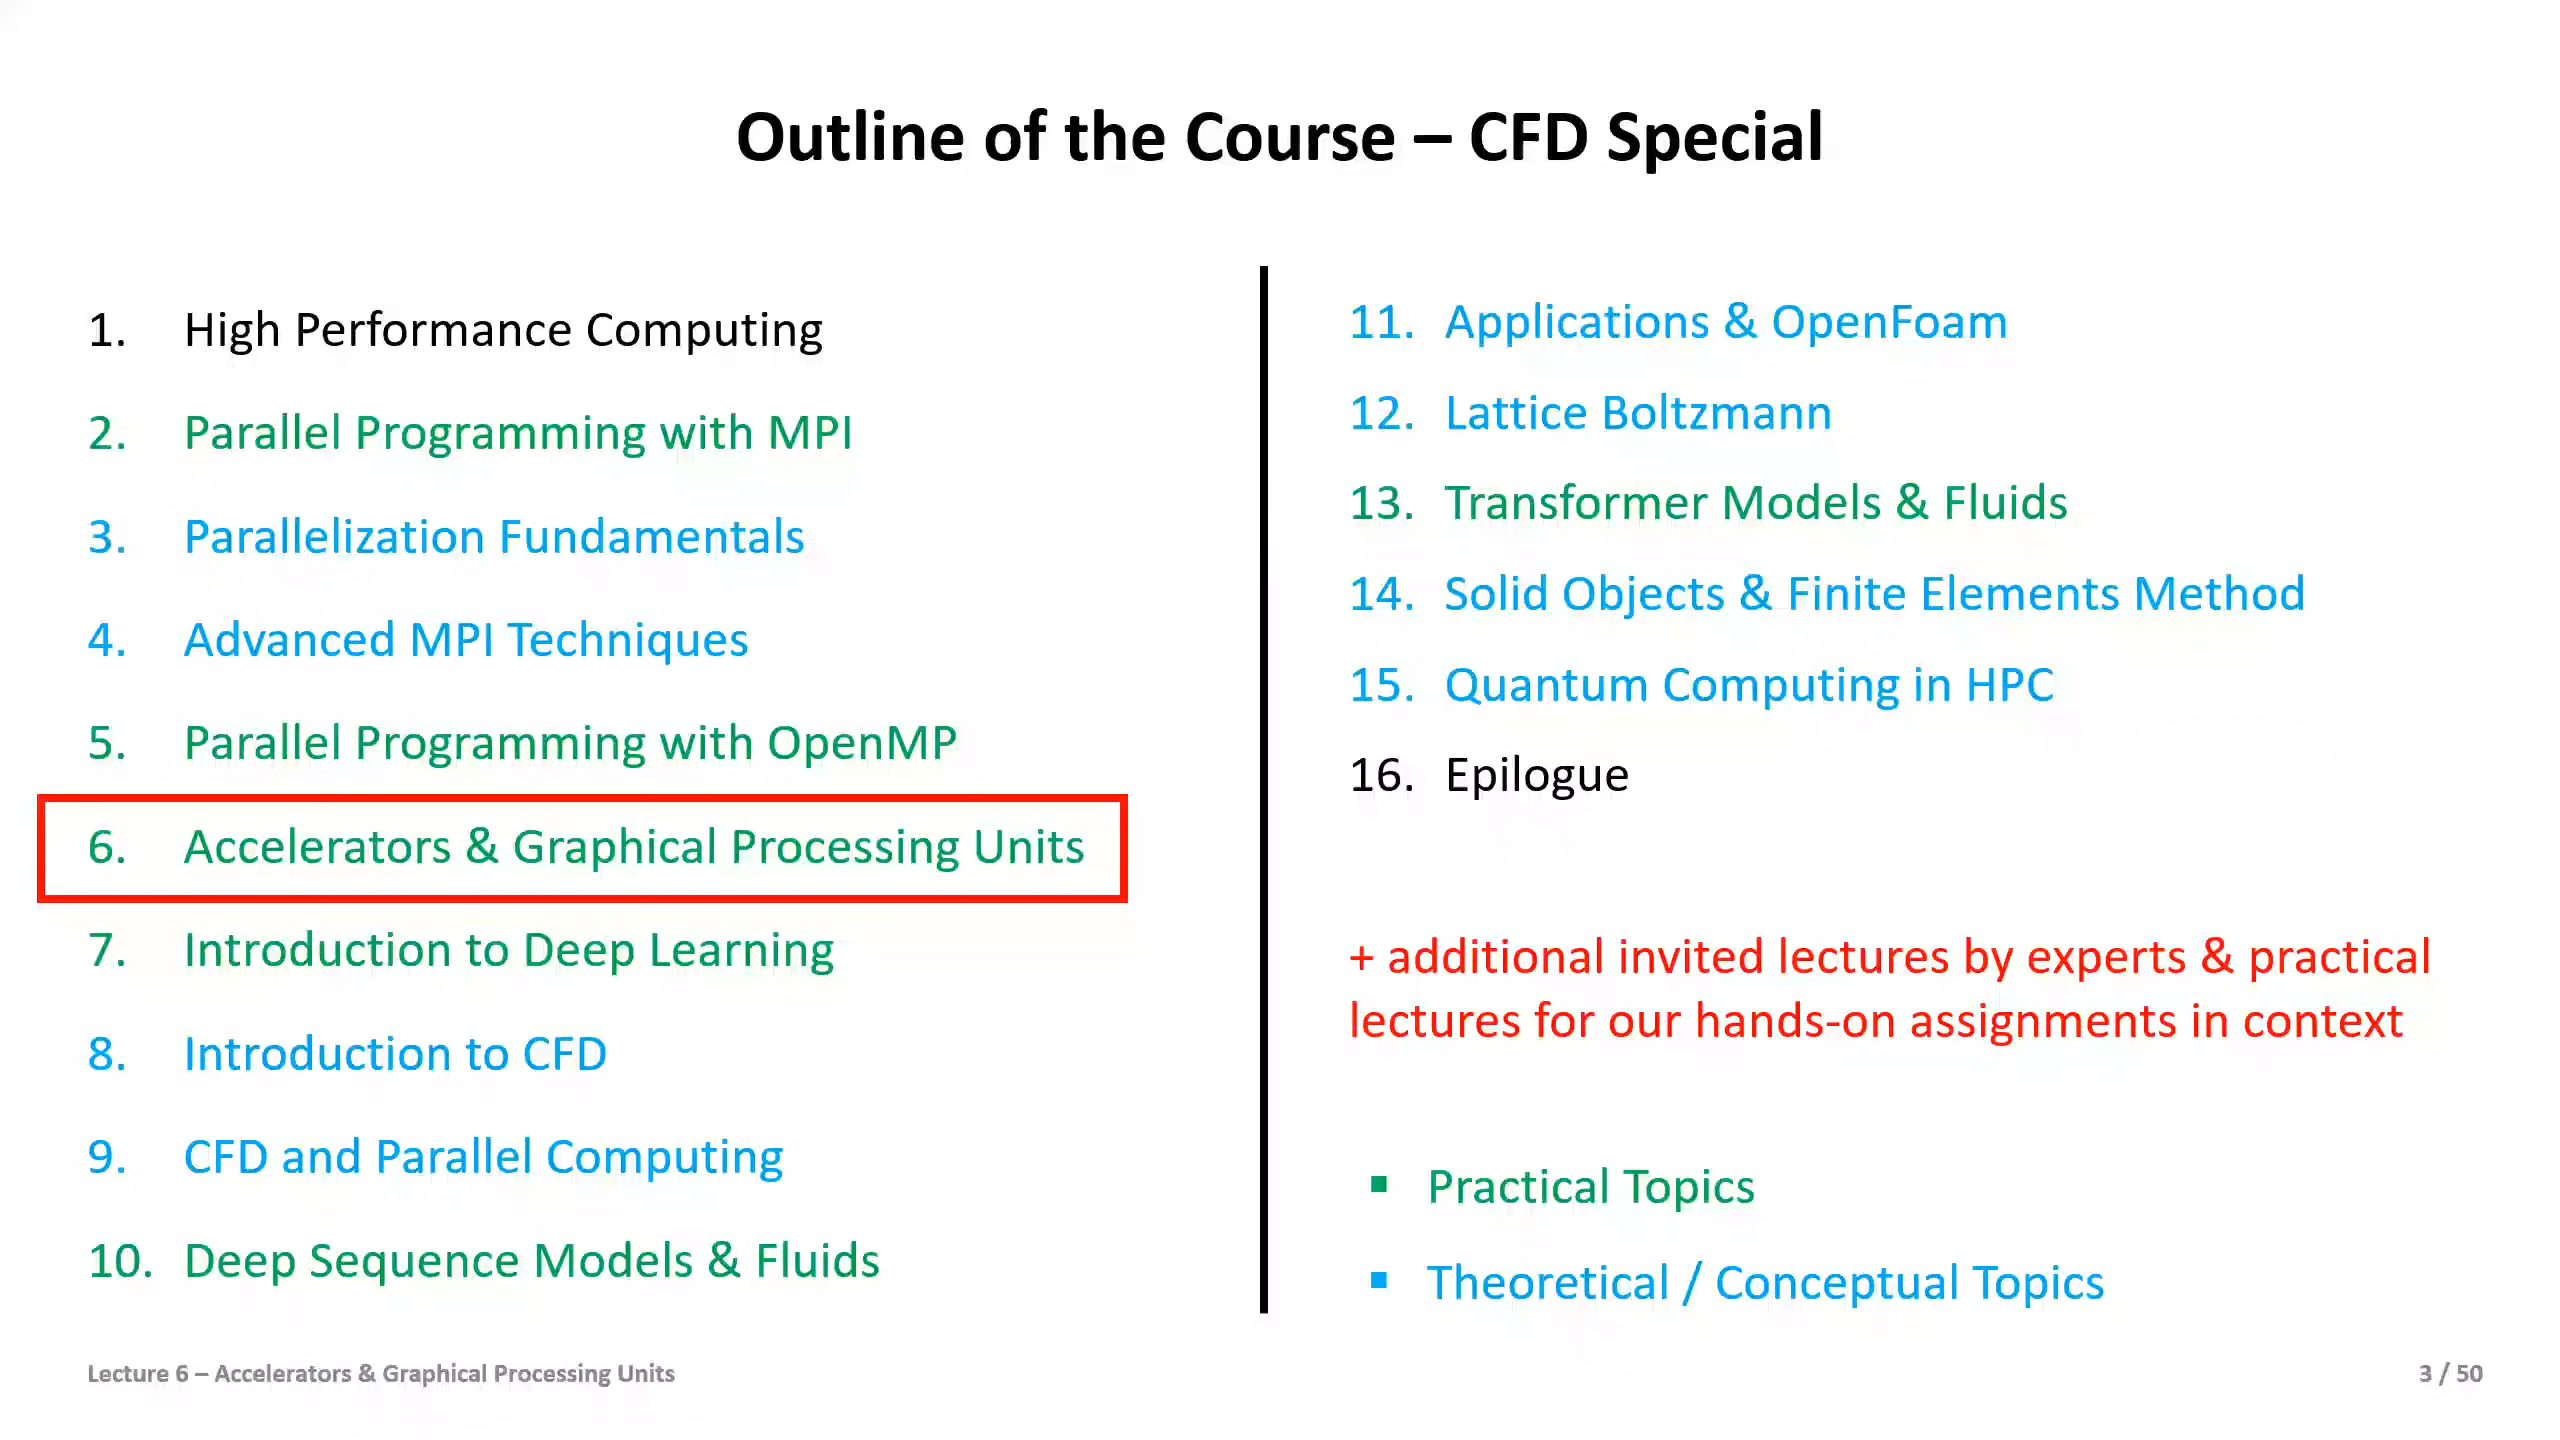 Outline of the Course – CFD Special
1. High Performance Computing
2. Parallel Programming with MPI
3. Parallelization Fundamentals
4. Advanced MPI Techniques
5. Parallel Programming with OpenMP
6. Accelerators & Graphical Processing Units
7. Introduction to Deep Learning
8. Introduction to CFD
9. CFD and Parallel Computing
10. Deep Sequence Models & Fluids
11. Applications & OpenFoam
12. Lattice Boltzmann
13. Transformer Models & Fluids
14. Solid Objects & Finite Elements Method
15. Quantum Computing in HPC
16. Epilogue
+ additional invited lectures by experts & practical
lectures for our hands-on assignments in context
▪ Practical Topics
▪ Theoretical / Conceptual Topics
Lecture 6 – Accelerators & Graphical Processing Units
3 / 50